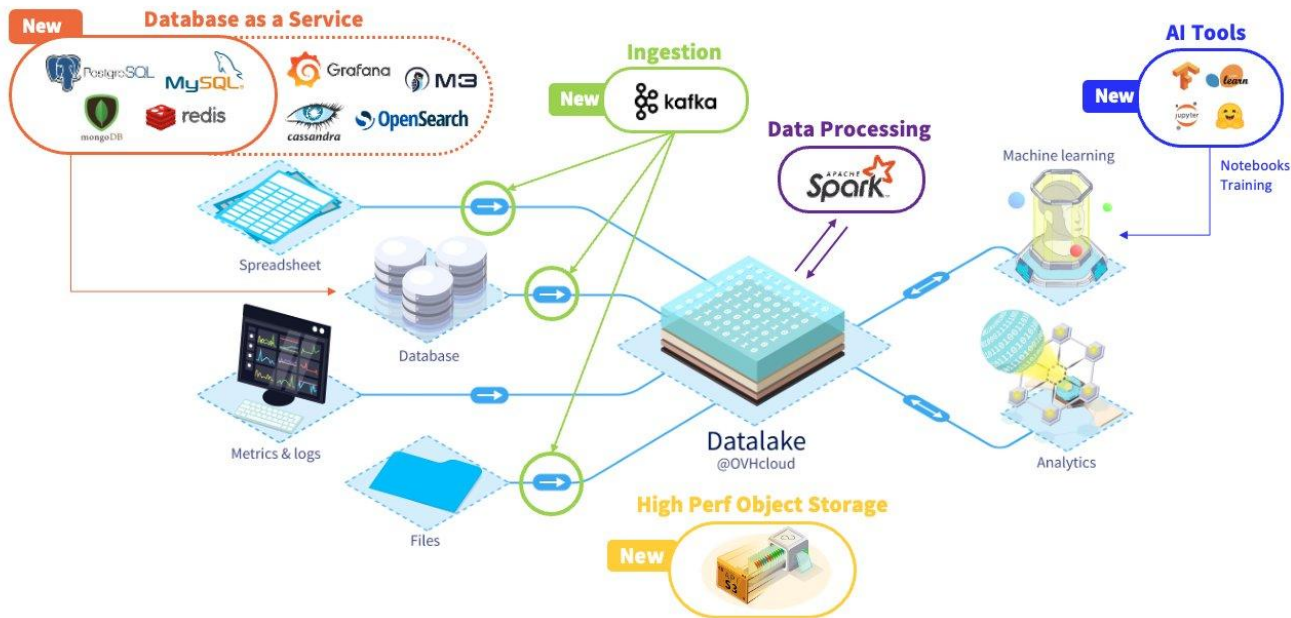 New
Database as a Service
PostgreSQL
MySQL
Grafana
M3
mongoDB
redis
cassandra
OpenSearch
Ingestion
New
kafka
Data Processing
APACHE
Spark
AI Tools
New
learn
jupyter
Machine learning
Notebooks
Training
Spreadsheet
Database
Metrics & logs
Files
Datalake
@OVHcloud
Analytics
High Perf Object Storage
New
S3